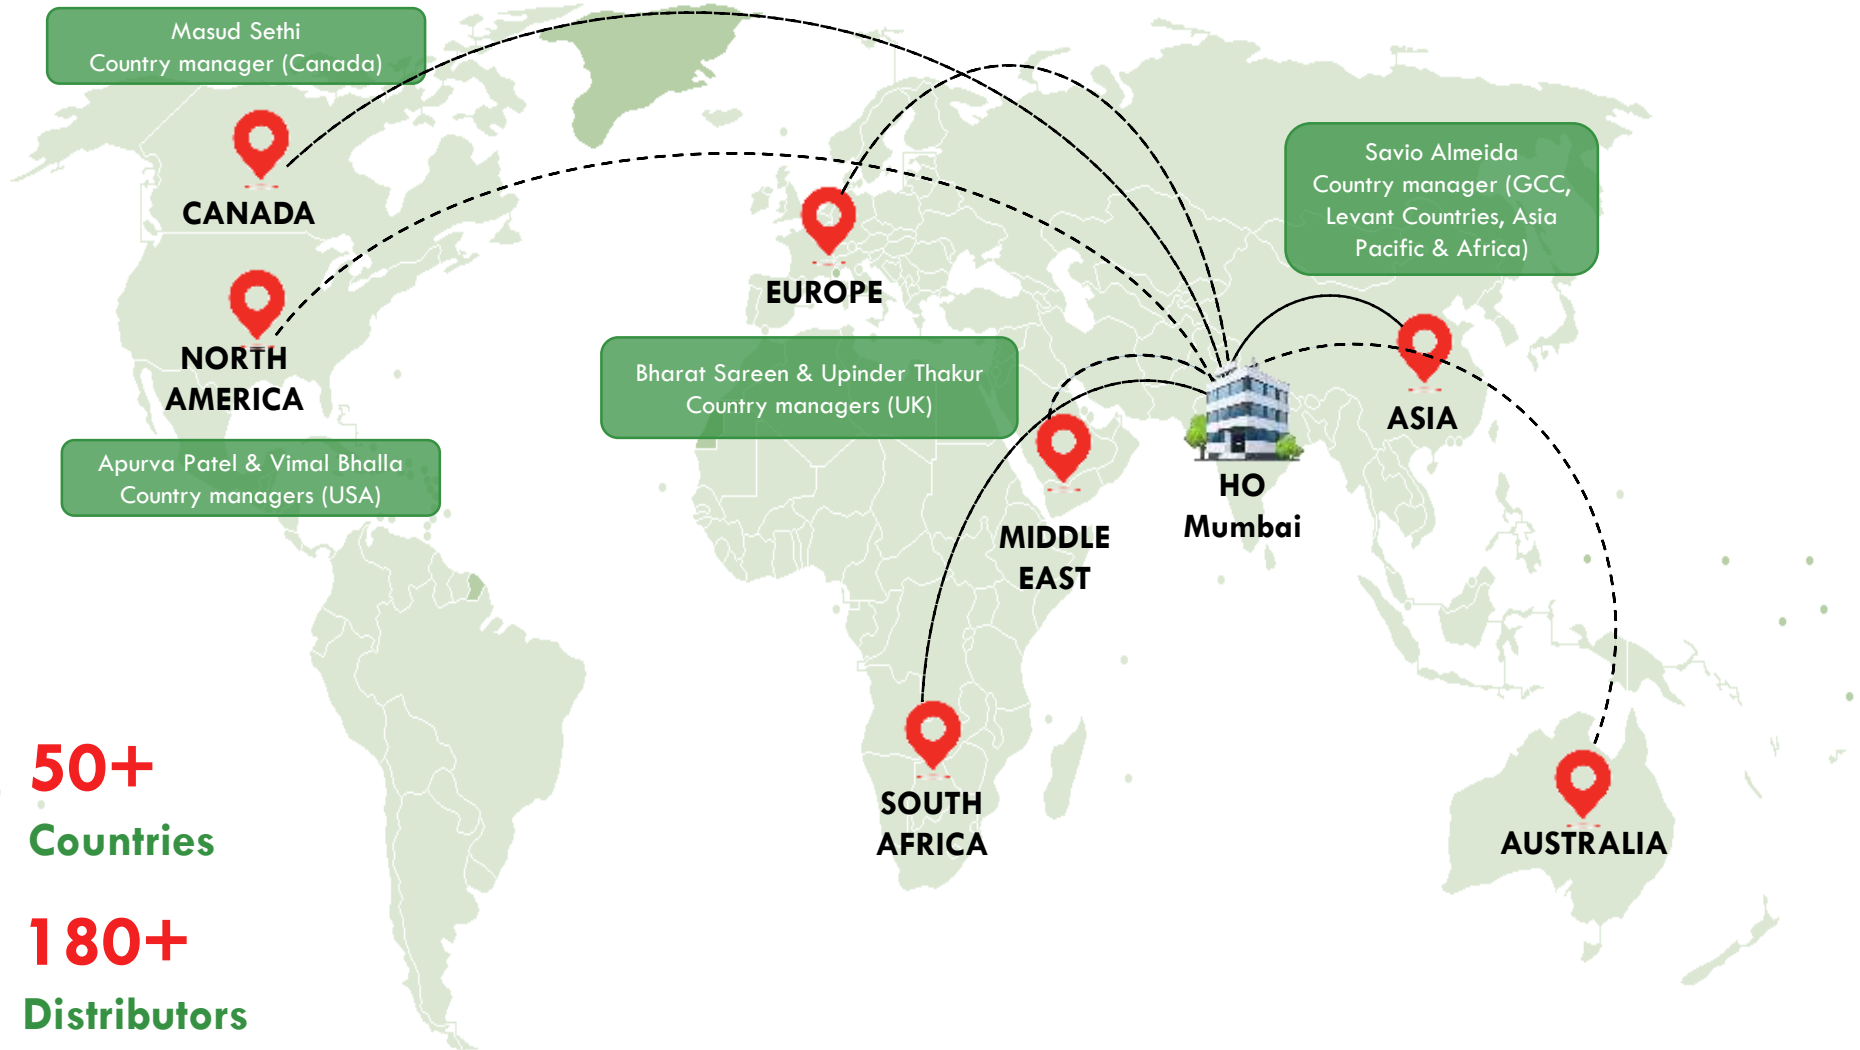 Masud Sethi
Country manager (Canada)
CANADA
NORTH
AMERICA
Apurva Patel & Vimal Bhalla
Country managers (USA)
EUROPE
Bharat Sareen & Upinder Thakur
Country managers (UK)
Savio Almeida
Country manager (GCC,
Levant Countries, Asia
Pacific & Africa)
ASIA
HO
Mumbai
MIDDLE
EAST
SOUTH
AFRICA
AUSTRALIA
50+
Countries
180+
Distributors